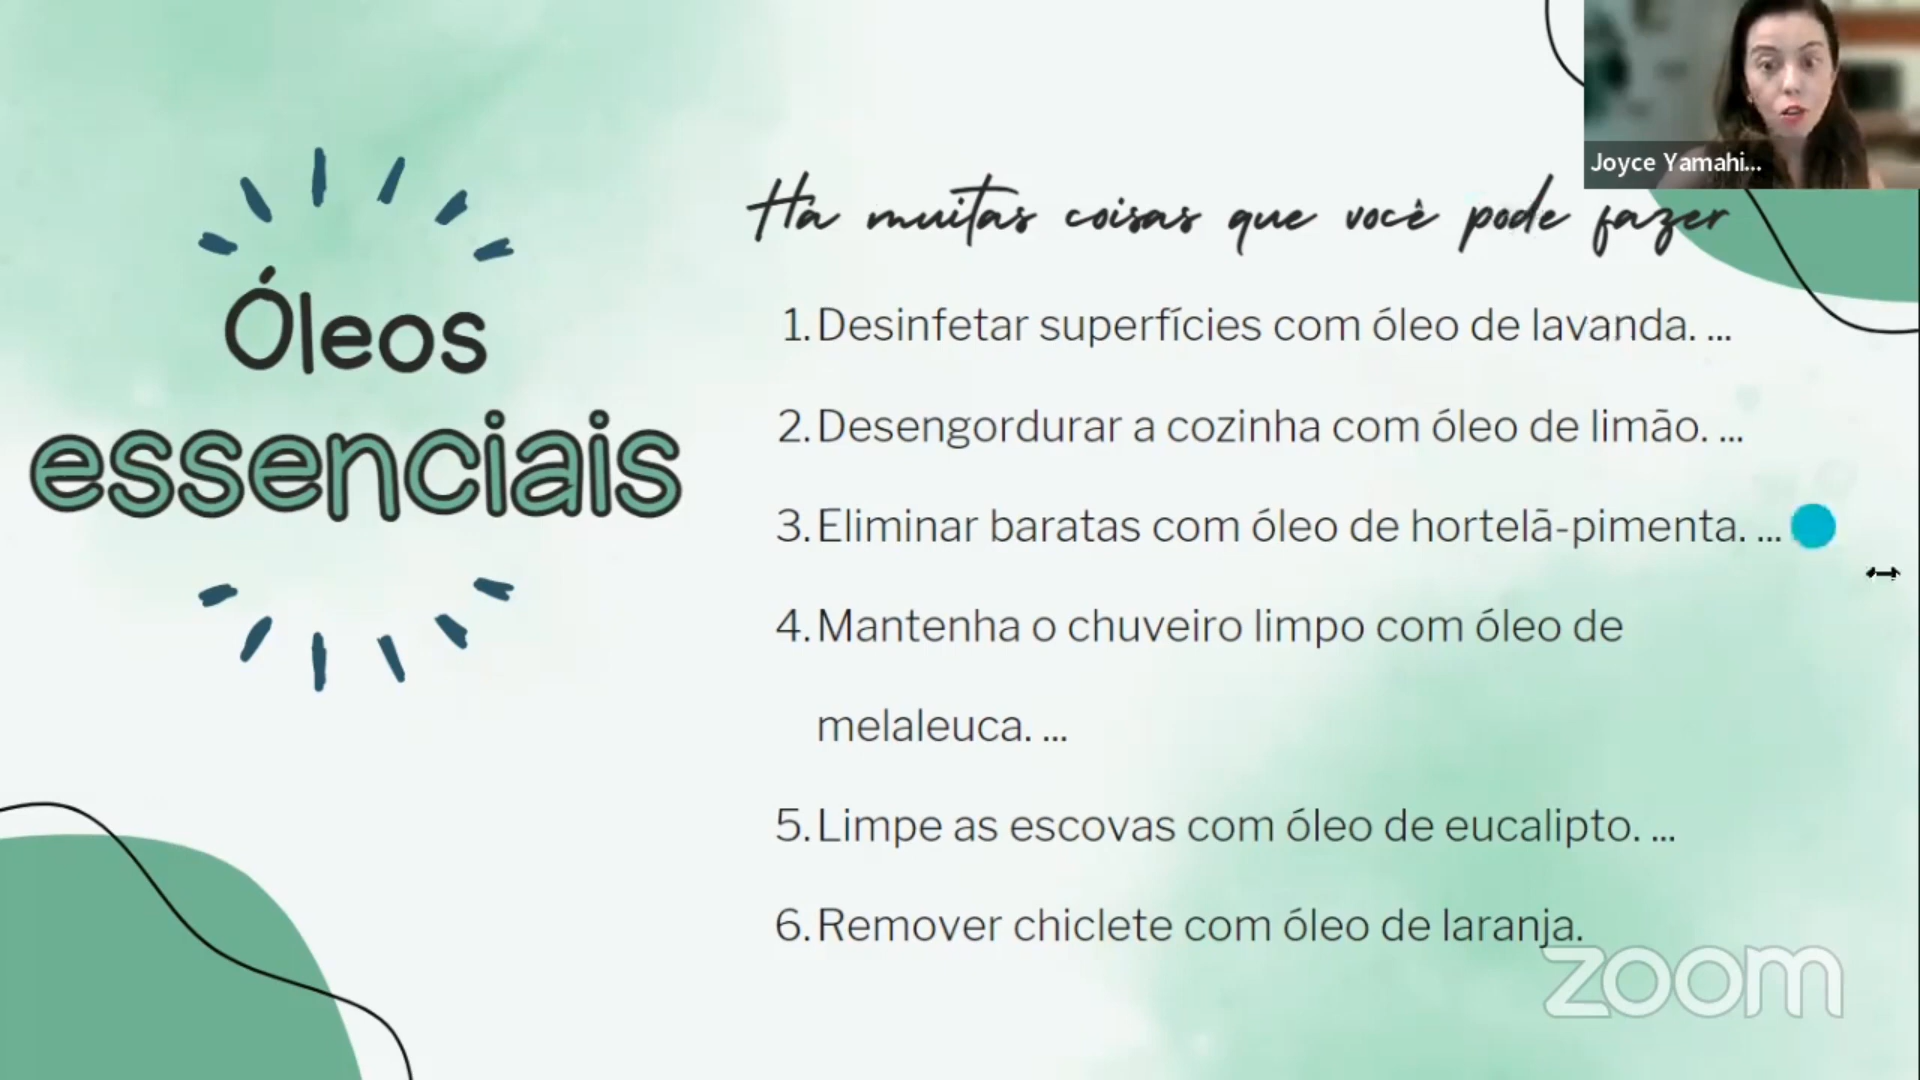 Óleos
essenciais
Há muitas coisas que você pode fazer
1. Desinfetar superfícies com óleo de lavanda. ...
2. Desengordurar a cozinha com óleo de limão. ...
3. Eliminar baratas com óleo de hortelã-pimenta. ...
4. Mantenha o chuveiro limpo com óleo de
melaleuca. ...
5. Limpe as escovas com óleo de eucalipto. ...
6. Remover chiclete com óleo de laranja.
Joyce Yamahi...
zoom